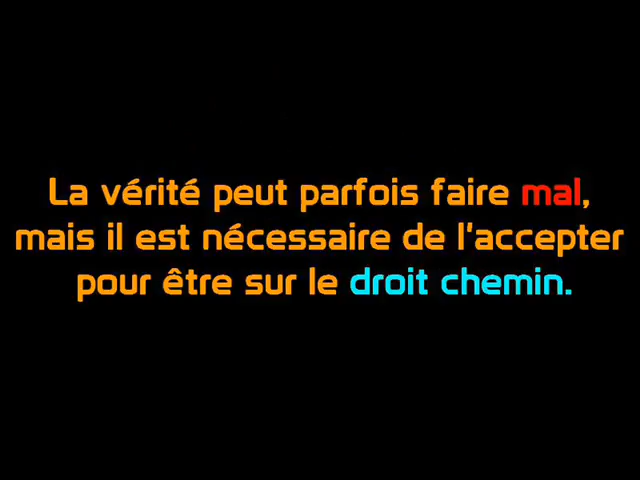 La vérité peut parfois faire mal,
mais il est nécessaire de l'accepter
pour être sur le droit chemin.